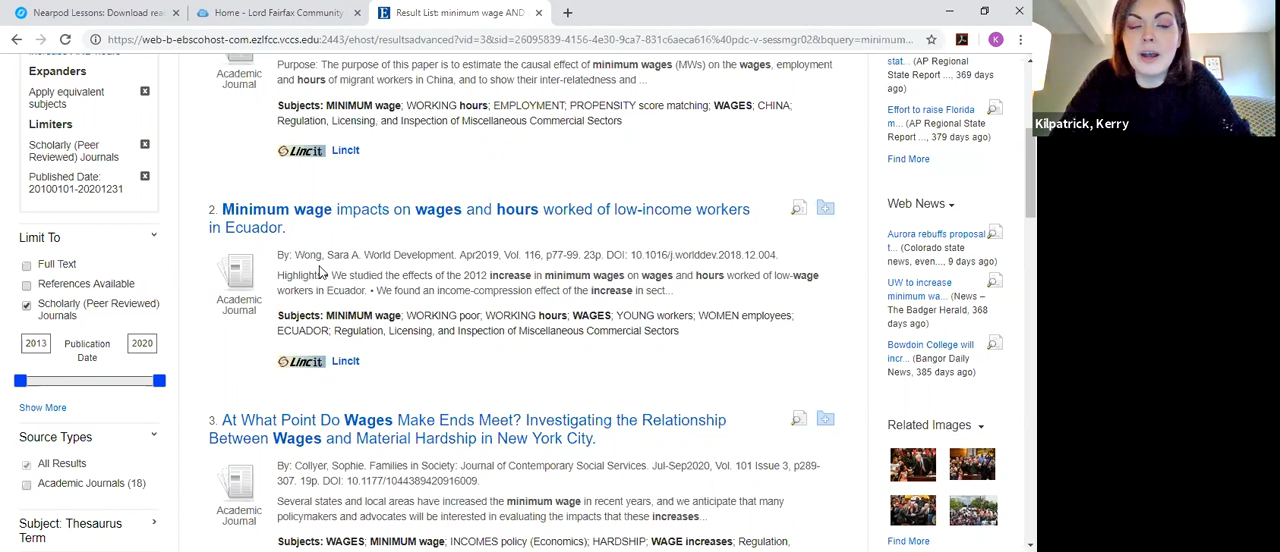 Nearpod Lessons: Download rea
Home - Lord Fairfax Community
Result List: minimum wage AND
https://web-b-ebscohost-com.ezlfcc.vccs.edu:2443/ehost/resultsadvanced?vid=3&sid=26095839-4156-4e30-9ca7-831c6aeca616%40pdc-v-sessmgr02&bquery=minimum...
K
Expanders
Apply equivalent
subjects
Limiters
Scholarly (Peer
Reviewed) Journals
Published Date:
20100101-20201231
Limit To
Full Text
References Available
Scholarly (Peer Reviewed)
Journals
2013
Publication
Date
2020
Show More
Source Types
All Results
Academic Journals (18)
Subject: Thesaurus
Term
Academic
Journal
Purpose: The purpose of this paper is to estimate the causal effect of minimum wages (MWs) on the wages, employment
and hours of migrant workers in China, and to show their inter-relatedness and ...
Subjects: MINIMUM wage; WORKING hours; EMPLOYMENT; PROPENSITY score matching; WAGES; CHINA;
Regulation, Licensing, and Inspection of Miscellaneous Commercial Sectors
Lincit LincIt
2. Minimum wage impacts on wages and hours worked of low-income workers
in Ecuador.
By: Wong, Sara A. World Development. Apr2019, Vol. 116, p77-99. 23p. DOI: 10.1016/j.worlddev.2018.12.004.
Academic
Journal
Highlights • We studied the effects of the 2012 increase in minimum wages on wages and hours worked of low-wage
workers in Ecuador. • We found an income-compression effect of the increase in sect...
Subjects: MINIMUM wage; WORKING poor; WORKING hours; WAGES; YOUNG workers; WOMEN employees;
ECUADOR; Regulation, Licensing, and Inspection of Miscellaneous Commercial Sectors
Lincit LincIt
3. At What Point Do Wages Make Ends Meet? Investigating the Relationship
Between Wages and Material Hardship in New York City.
By: Collyer, Sophie. Families in Society: Journal of Contemporary Social Services. Jul-Sep2020, Vol. 101 Issue 3, p289-
307. 19p. DOI: 10.1177/1044389420916009.
Academic
Journal
Several states and local areas have increased the minimum wage in recent years, and we anticipate that many
policymakers and advocates will be interested in evaluating the impacts that these increases...
Subjects: WAGES; MINIMUM wage; INCOMES policy (Economics); HARDSHIP; WAGE increases; Regulation,
stat... (AP Regional
State Report ..., 369 days
ago)
Effort to raise Florida
m... (AP Regional State
Report ..., 379 days ago)
Find More
Web News
Aurora rebuffs proposal
t... (Colorado state
news, even..., 9 days ago)
UW to increase
minimum wa... (News –
The Badger Herald, 368
days ago)
Bowdoin College will
incr... (Bangor Daily
News, 385 days ago)
Related Images
Find More
Kilpatrick, Kerry